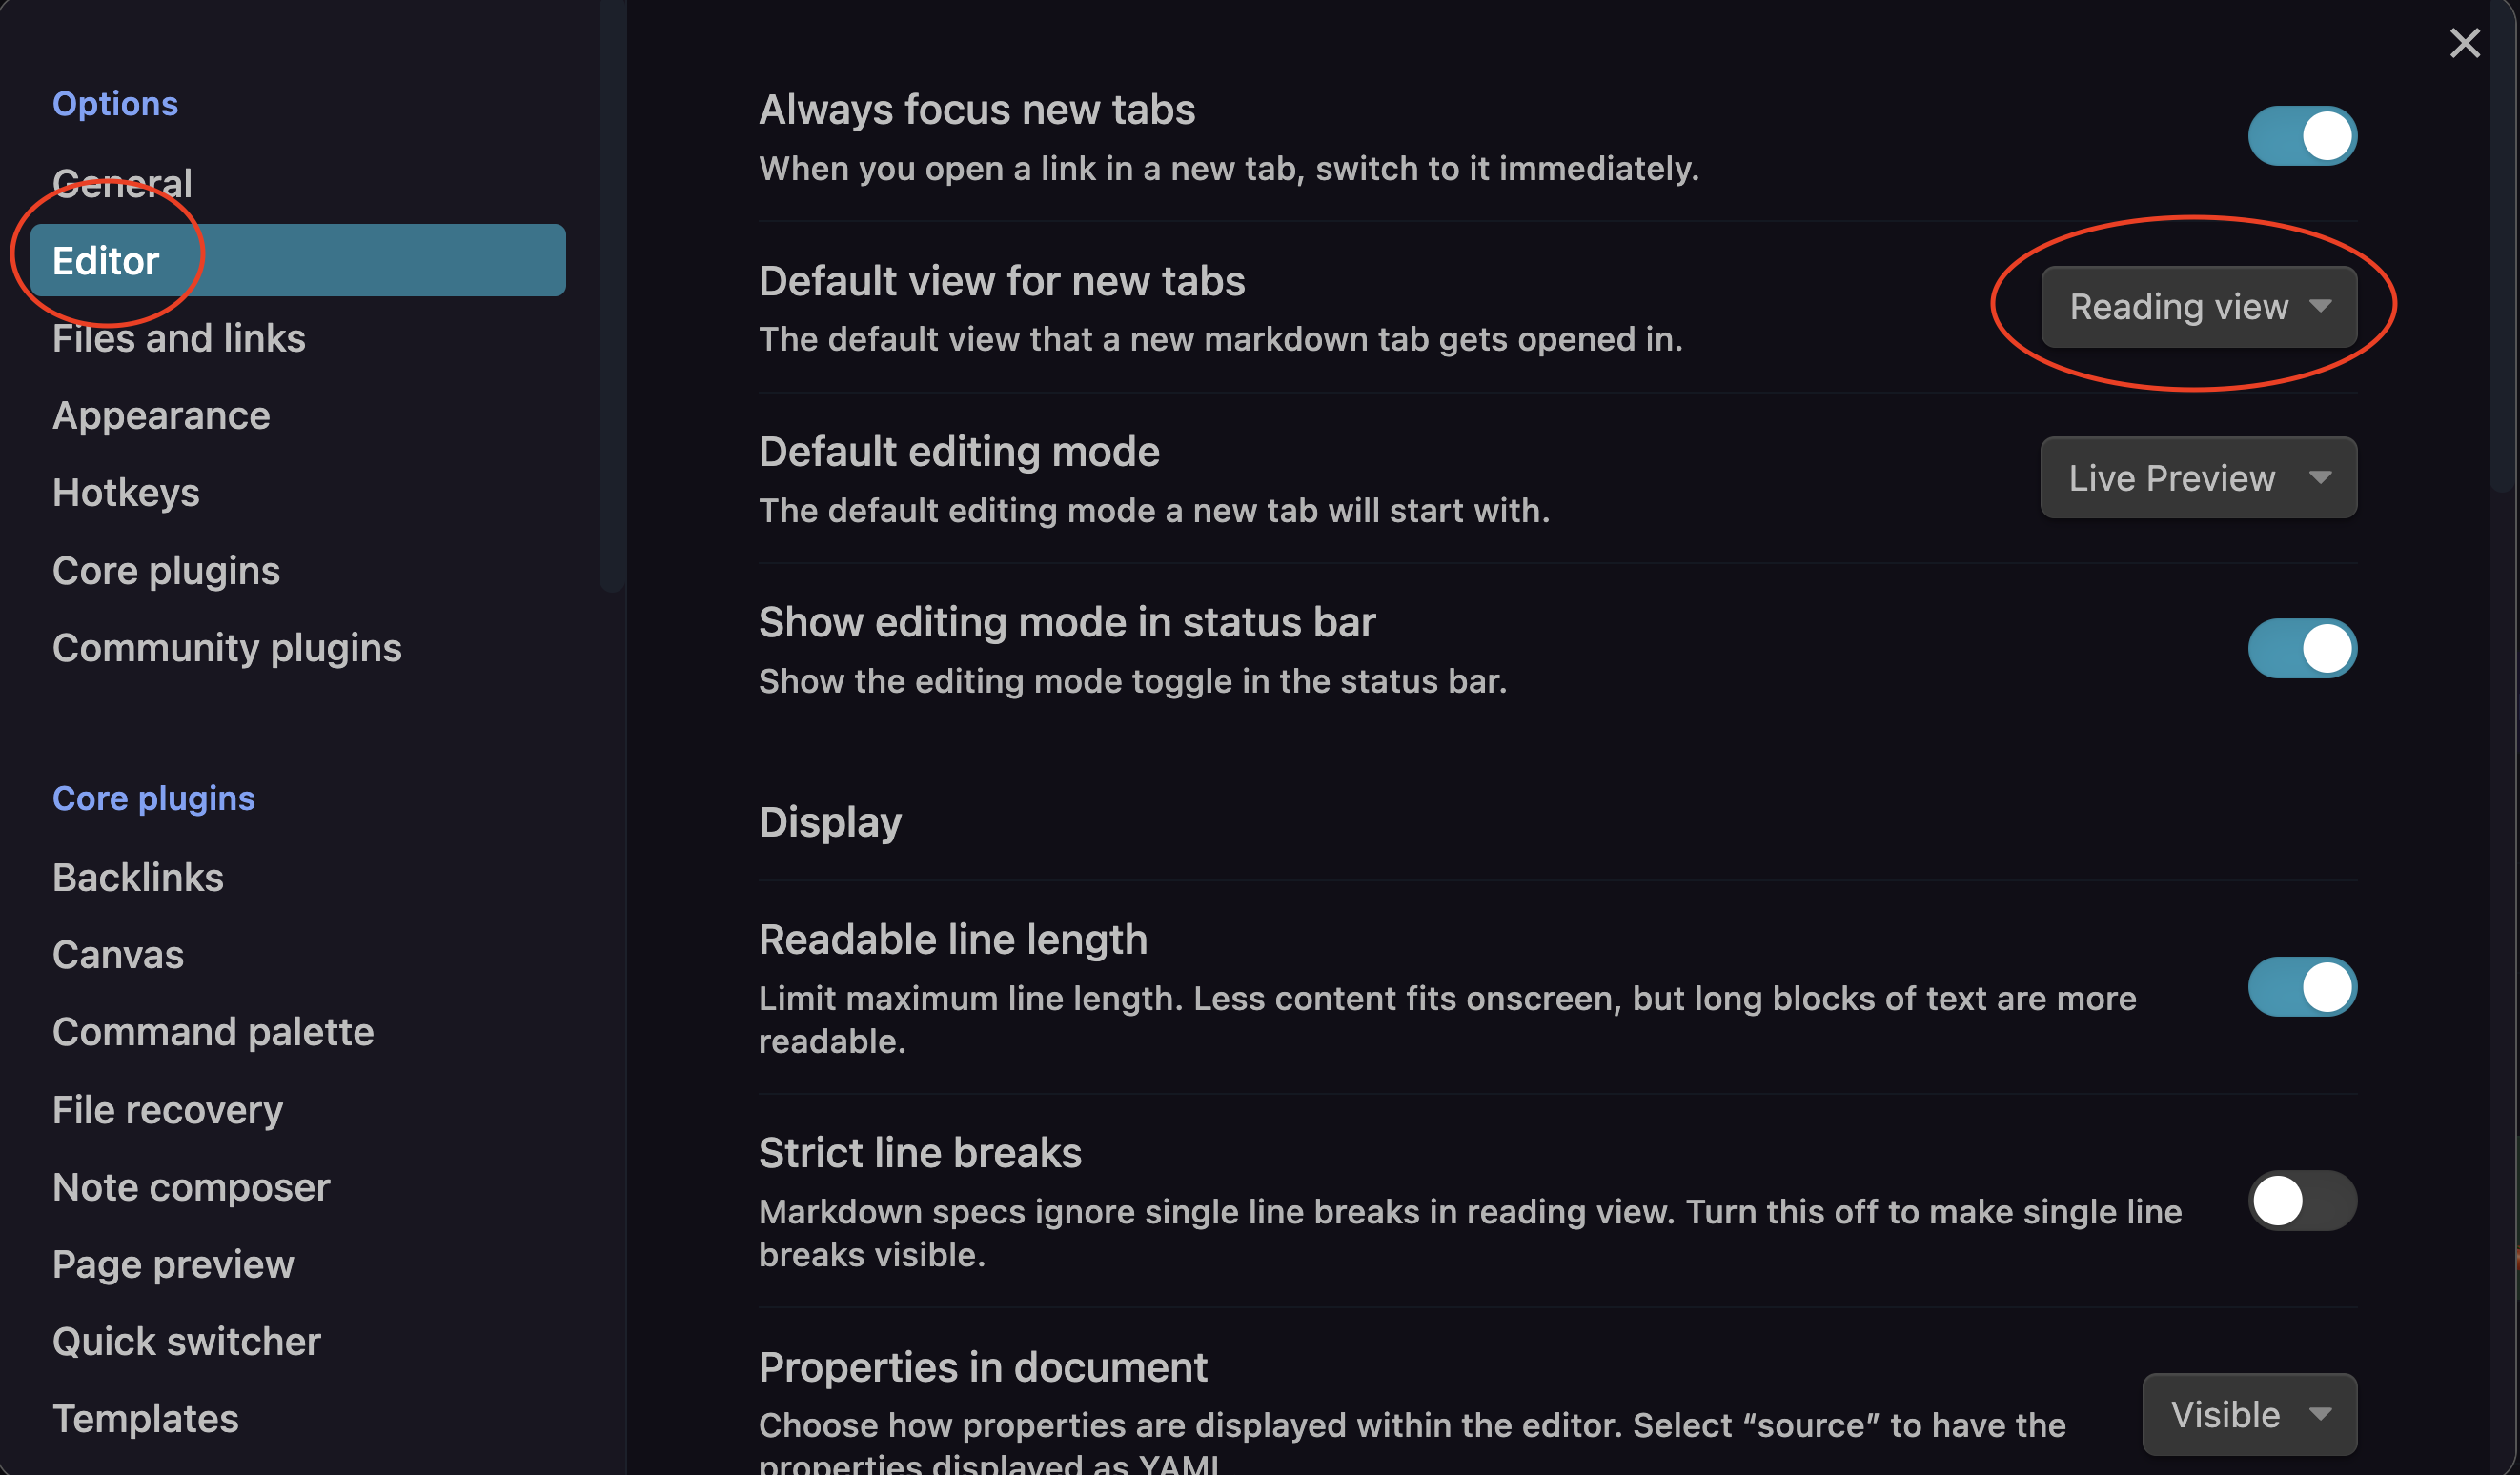 Options
General
Editor
Files and links
Appearance
Hotkeys
Core plugins
Community plugins
Core plugins
Backlinks
Canvas
Command palette
File recovery
Note composer
Page preview
Quick switcher
Templates
Always focus new tabs
When you open a link in a new tab, switch to it immediately.
Default view for new tabs
The default view that a new markdown tab gets opened in.
Reading view
Default editing mode
The default editing mode a new tab will start with.
Live Preview
Show editing mode in status bar
Show the editing mode toggle in the status bar.
Display
Readable line length
Limit maximum line length. Less content fits onscreen, but long blocks of text are more
readable.
Strict line breaks
Markdown specs ignore single line breaks in reading view. Turn this off to make single line
breaks visible.
Properties in document
Choose how properties are displayed within the editor. Select “source” to have the
properties displayed as YAML
Visible